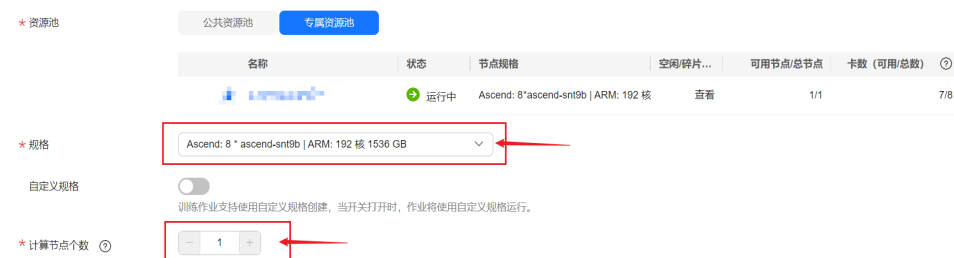 * 资源池 公共资源池 专属资源池
名称 状态 节点规格 空闲/碎片... 可用节点/总节点 卡数（可用/总数） ?
运行中 Ascend: 8*ascend-snt9b | ARM: 192 核 查看 1/1 7/8
* 规格 Ascend: 8 * ascend-snt9b | ARM: 192 核 1536 GB
自定义规格
训练作业支持使用自定义规格创建，当开关打开时，作业将使用自定义规格运行。
* 计算节点个数 ? − 1 +